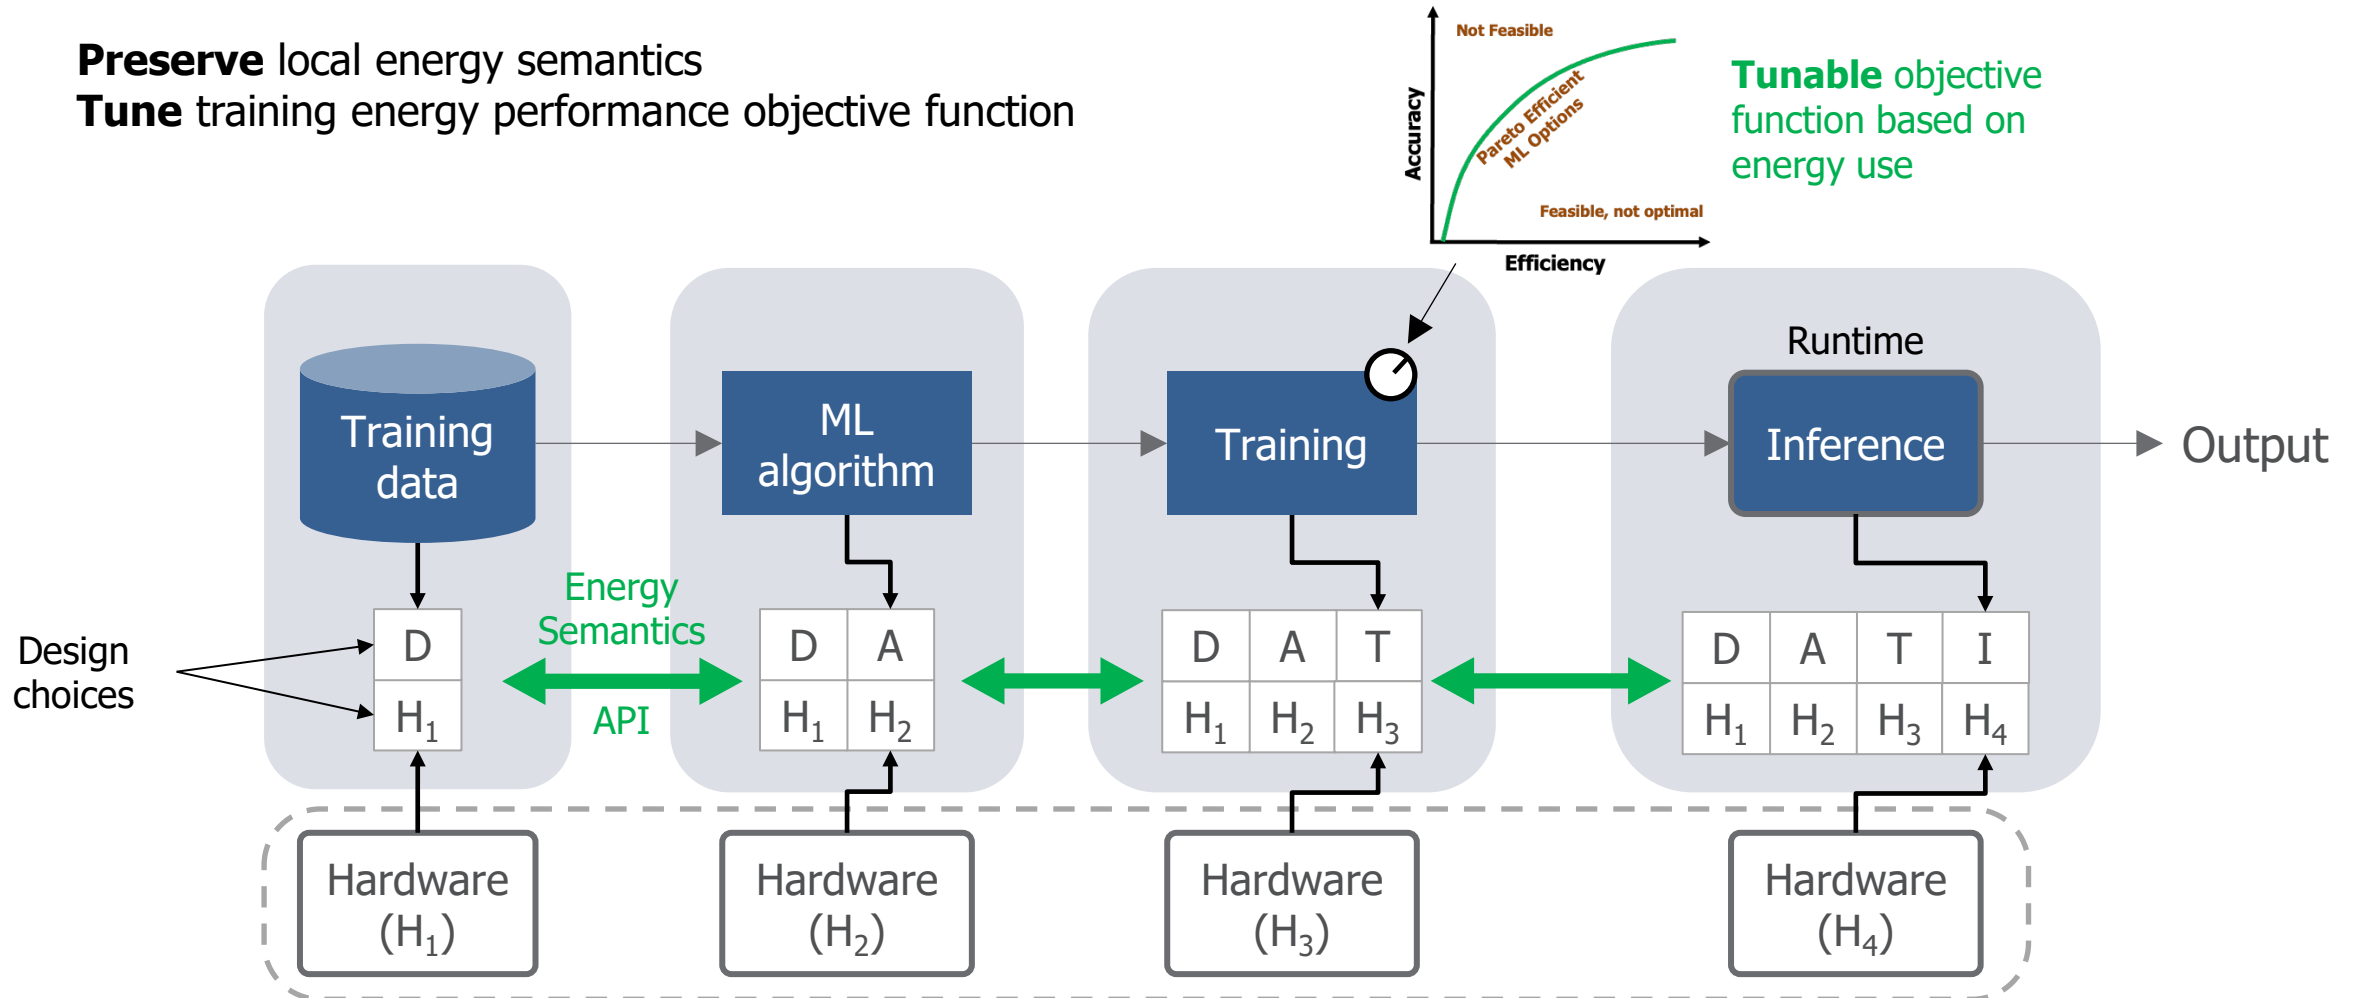 Preserve local energy semantics
Tune training energy performance objective function
Not Feasible
Accuracy
Pareto Efficient
ML Options
Feasible, not optimal
Efficiency
Tunable objective
function based on
energy use
Training
data
ML
algorithm
Training
Runtime
Inference
Output
Design
choices
Energy
Semantics
API
D
H₁
D A
H₁ H₂
D A T
H₁ H₂ H₃
D A T I
H₁ H₂ H₃ H₄
Hardware
(H₁)
Hardware
(H₂)
Hardware
(H₃)
Hardware
(H₄)